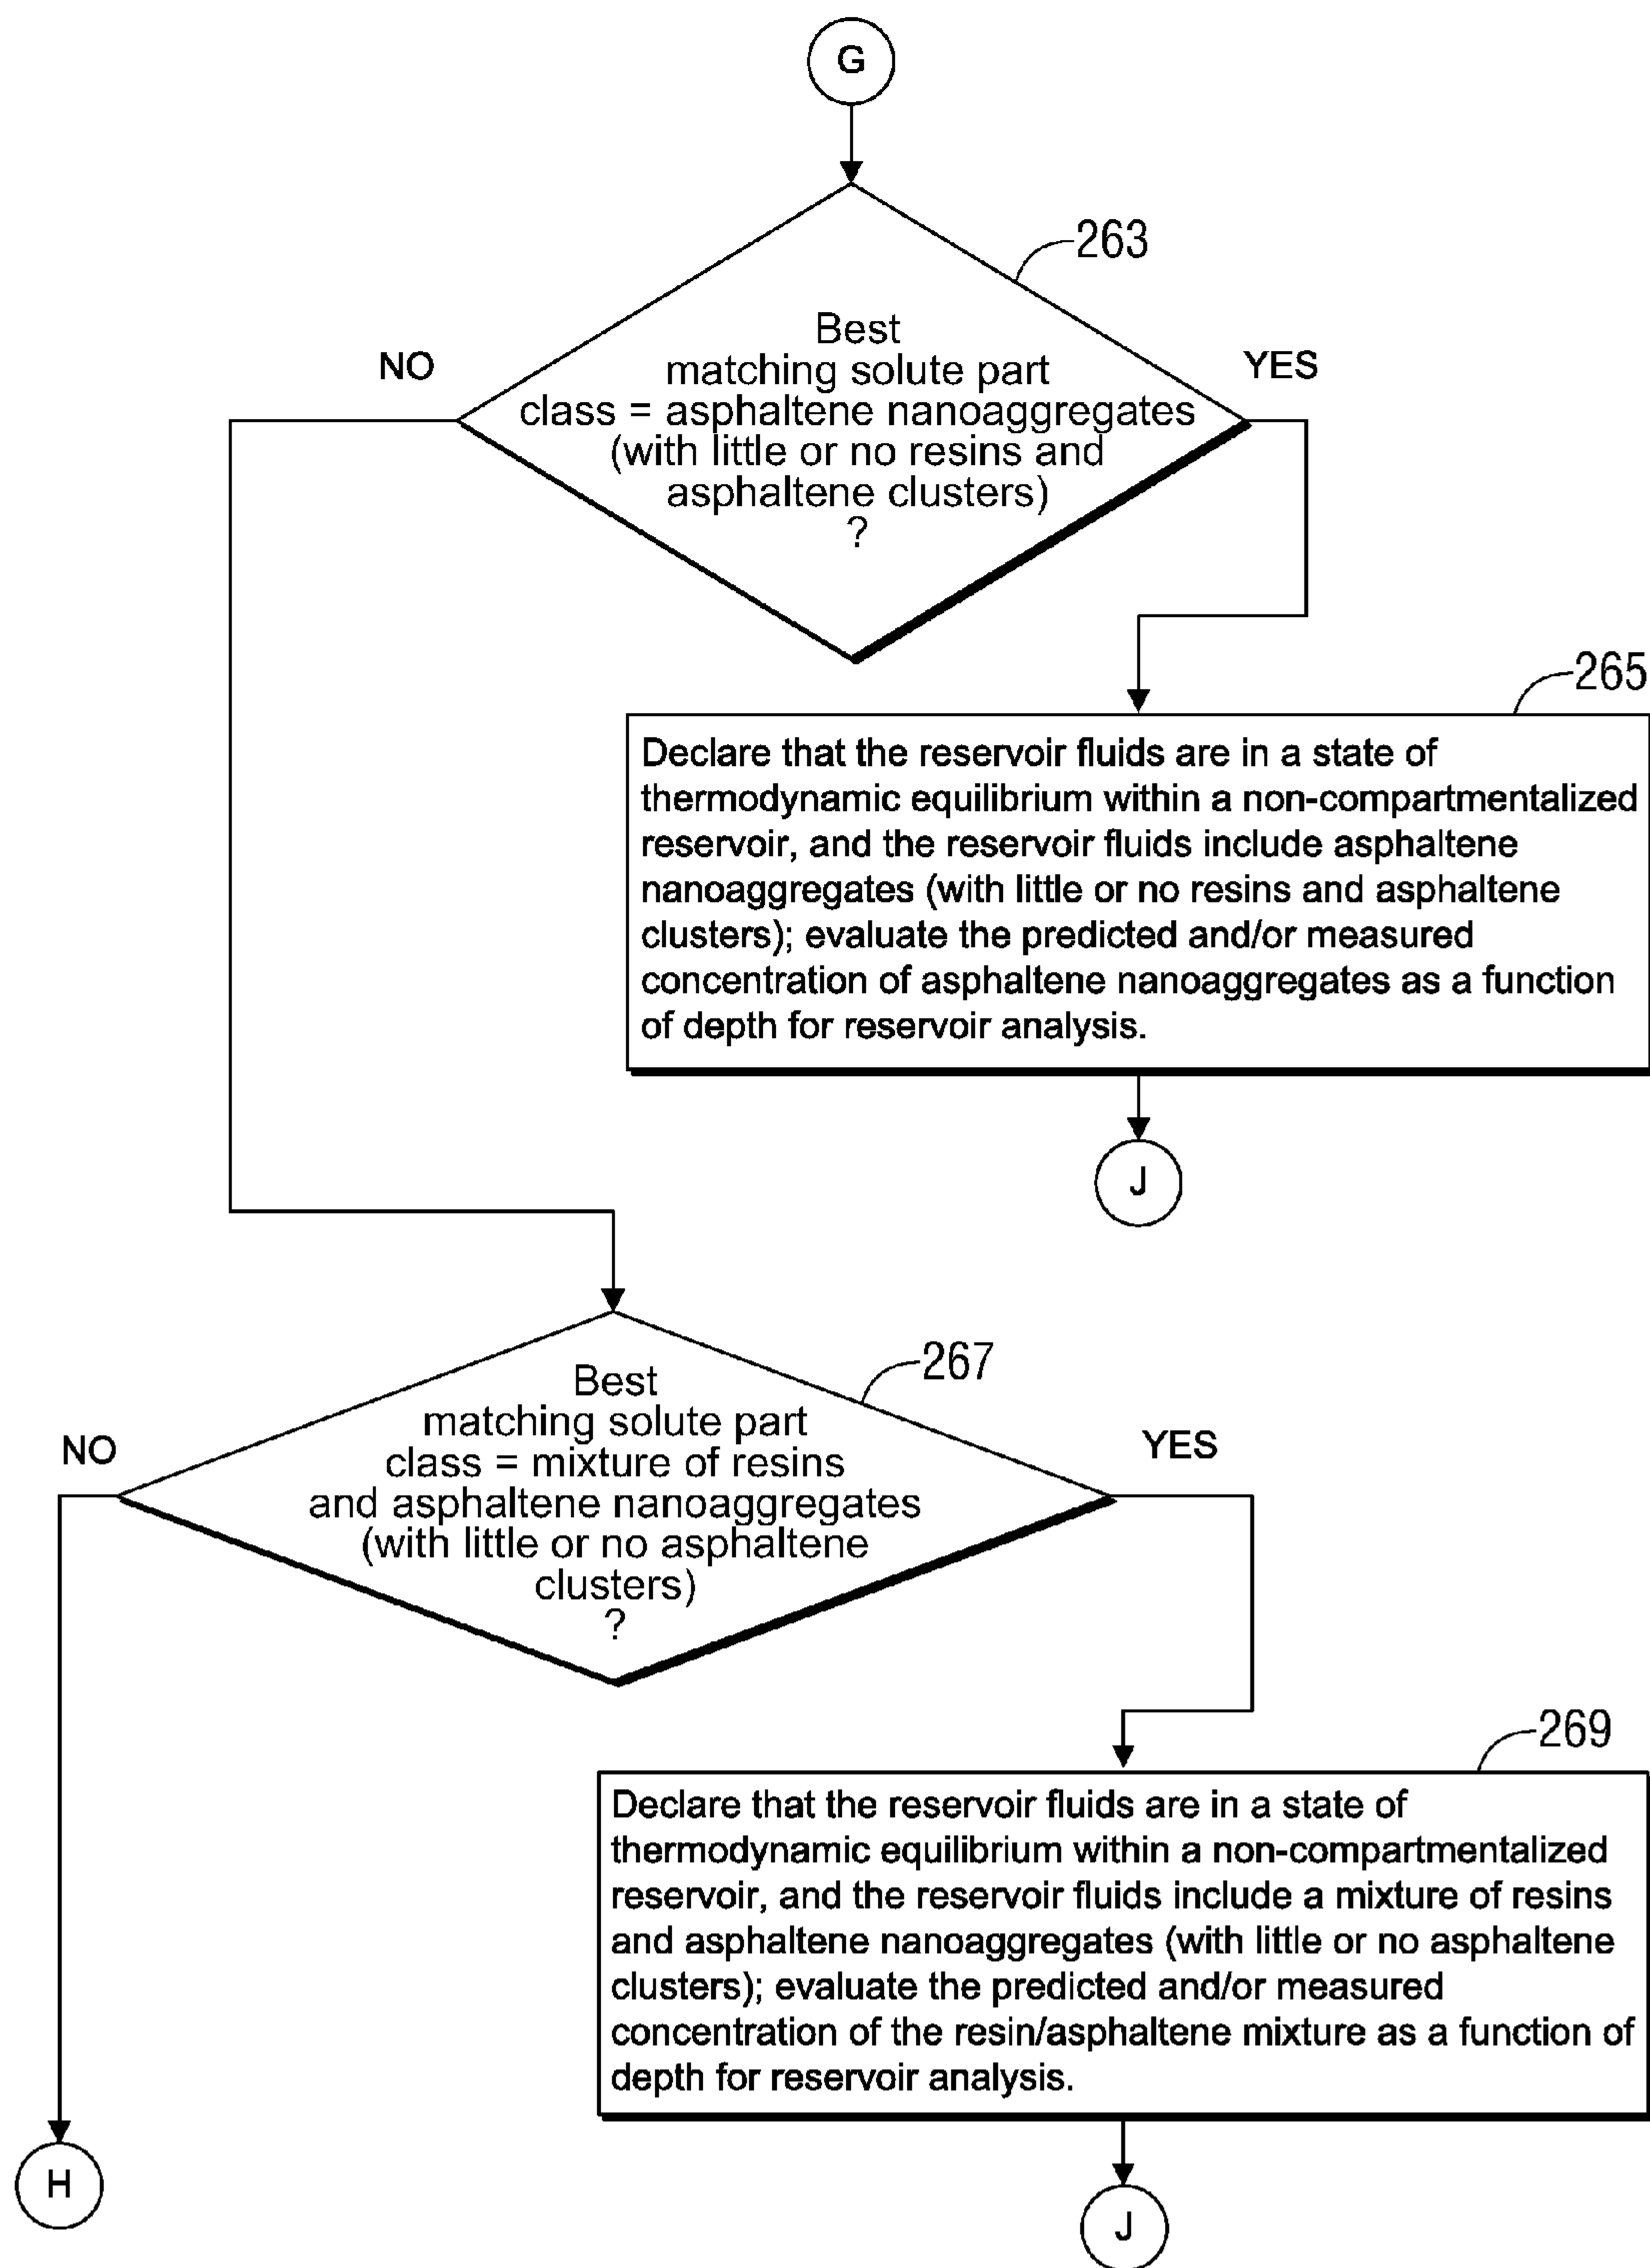 G
263
Best
matching solute part
class = asphaltene nanoaggregates
(with little or no resins and
asphaltene clusters)
?
NO
YES
265
Declare that the reservoir fluids are in a state of
thermodynamic equilibrium within a non-compartmentalized
reservoir, and the reservoir fluids include asphaltene
nanoaggregates (with little or no resins and asphaltene
clusters); evaluate the predicted and/or measured
concentration of asphaltene nanoaggregates as a function
of depth for reservoir analysis.
J
267
Best
matching solute part
class = mixture of resins
and asphaltene nanoaggregates
(with little or no asphaltene
clusters)
?
NO
YES
269
Declare that the reservoir fluids are in a state of
thermodynamic equilibrium within a non-compartmentalized
reservoir, and the reservoir fluids include a mixture of resins
and asphaltene nanoaggregates (with little or no asphaltene
clusters); evaluate the predicted and/or measured
concentration of the resin/asphaltene mixture as a function of
depth for reservoir analysis.
H
J